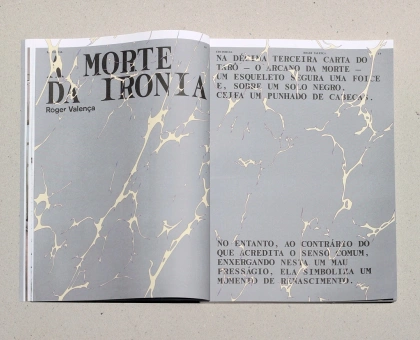 A MORTE
DA IRONIA
Roger Valença
NA DÉCIMA TERCEIRA CARTA DO
TARÔ — O ARCANO DA MORTE —
UM ESQUELETO SEGURA UMA FOICE
E, SOBRE UM SOLO NEGRO,
CEIFA UM PUNHADO DE CABEÇAS.
NO ENTANTO, AO CONTRÁRIO DO
QUE ACREDITA O SENSO COMUM,
ENXERGANDO NESTA UM MAU
PRESSÁGIO, ELA SIMBOLIZA UM
MOMENTO DE RENASCIMENTO.